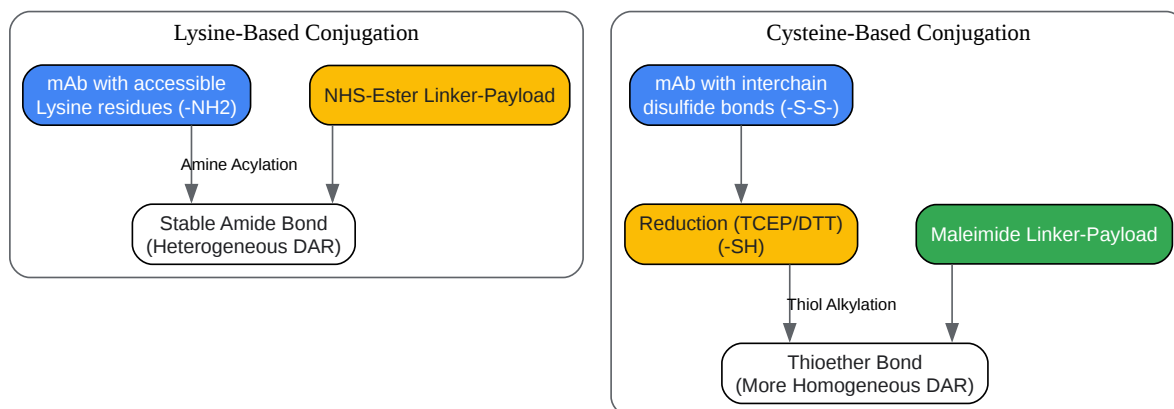 Lysine-Based Conjugation
mAb with accessible
Lysine residues (-NH2)
NHS-Ester Linker-Payload
Amine Acylation
Stable Amide Bond
(Heterogeneous DAR)
Cysteine-Based Conjugation
mAb with interchain
disulfide bonds (-S-S-)
Reduction (TCEP/DTT)
(-SH)
Maleimide Linker-Payload
Thiol Alkylation
Thioether Bond
(More Homogeneous DAR)